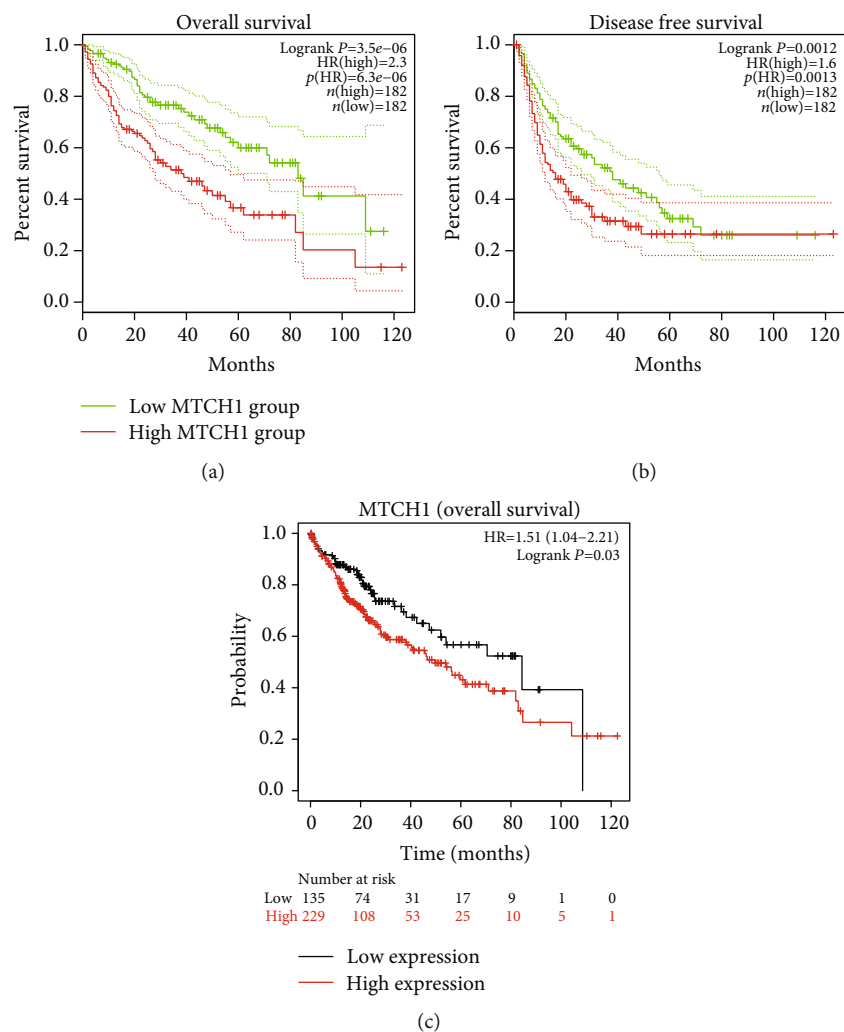 Overall survival
Logrank P=3.5e−06
HR(high)=2.3
p(HR)=6.3e−06
n(high)=182
n(low)=182
Percent survival
1.0
0.8
0.6
0.4
0.2
0.0
0 20 40 60 80 100 120
Months
Low MTCH1 group
High MTCH1 group
(a)
Disease free survival
Logrank P=0.0012
HR(high)=1.6
p(HR)=0.0013
n(high)=182
n(low)=182
Percent survival
1.0
0.8
0.6
0.4
0.2
0.0
0 20 40 60 80 100 120
Months
(b)
MTCH1 (overall survival)
HR=1.51 (1.04−2.21)
Logrank P=0.03
Probability
1.0
0.8
0.6
0.4
0.2
0.0
0 20 40 60 80 100 120
Time (months)
Number at risk
Low 135 74 31 17 9 1 0
High 229 108 53 25 10 5 1
Low expression
High expression
(c)